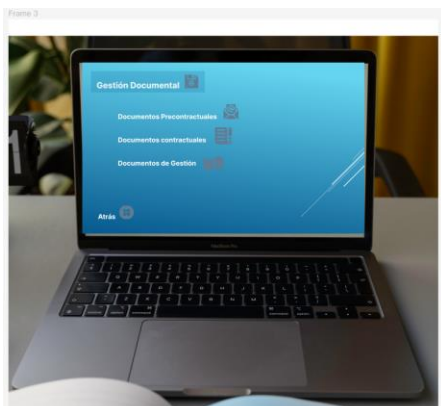 Frame 3
Gestión Documental
Documentos Precontractuales
Documentos contractuales
Documentos de Gestión
Atrás